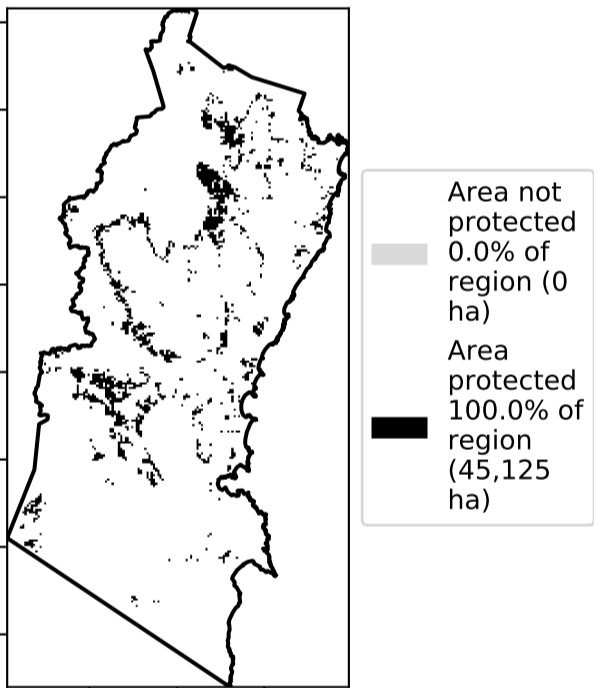 Area not
protected
0.0% of
region (0
ha)
Area
protected
100.0% of
region
(45,125
ha)